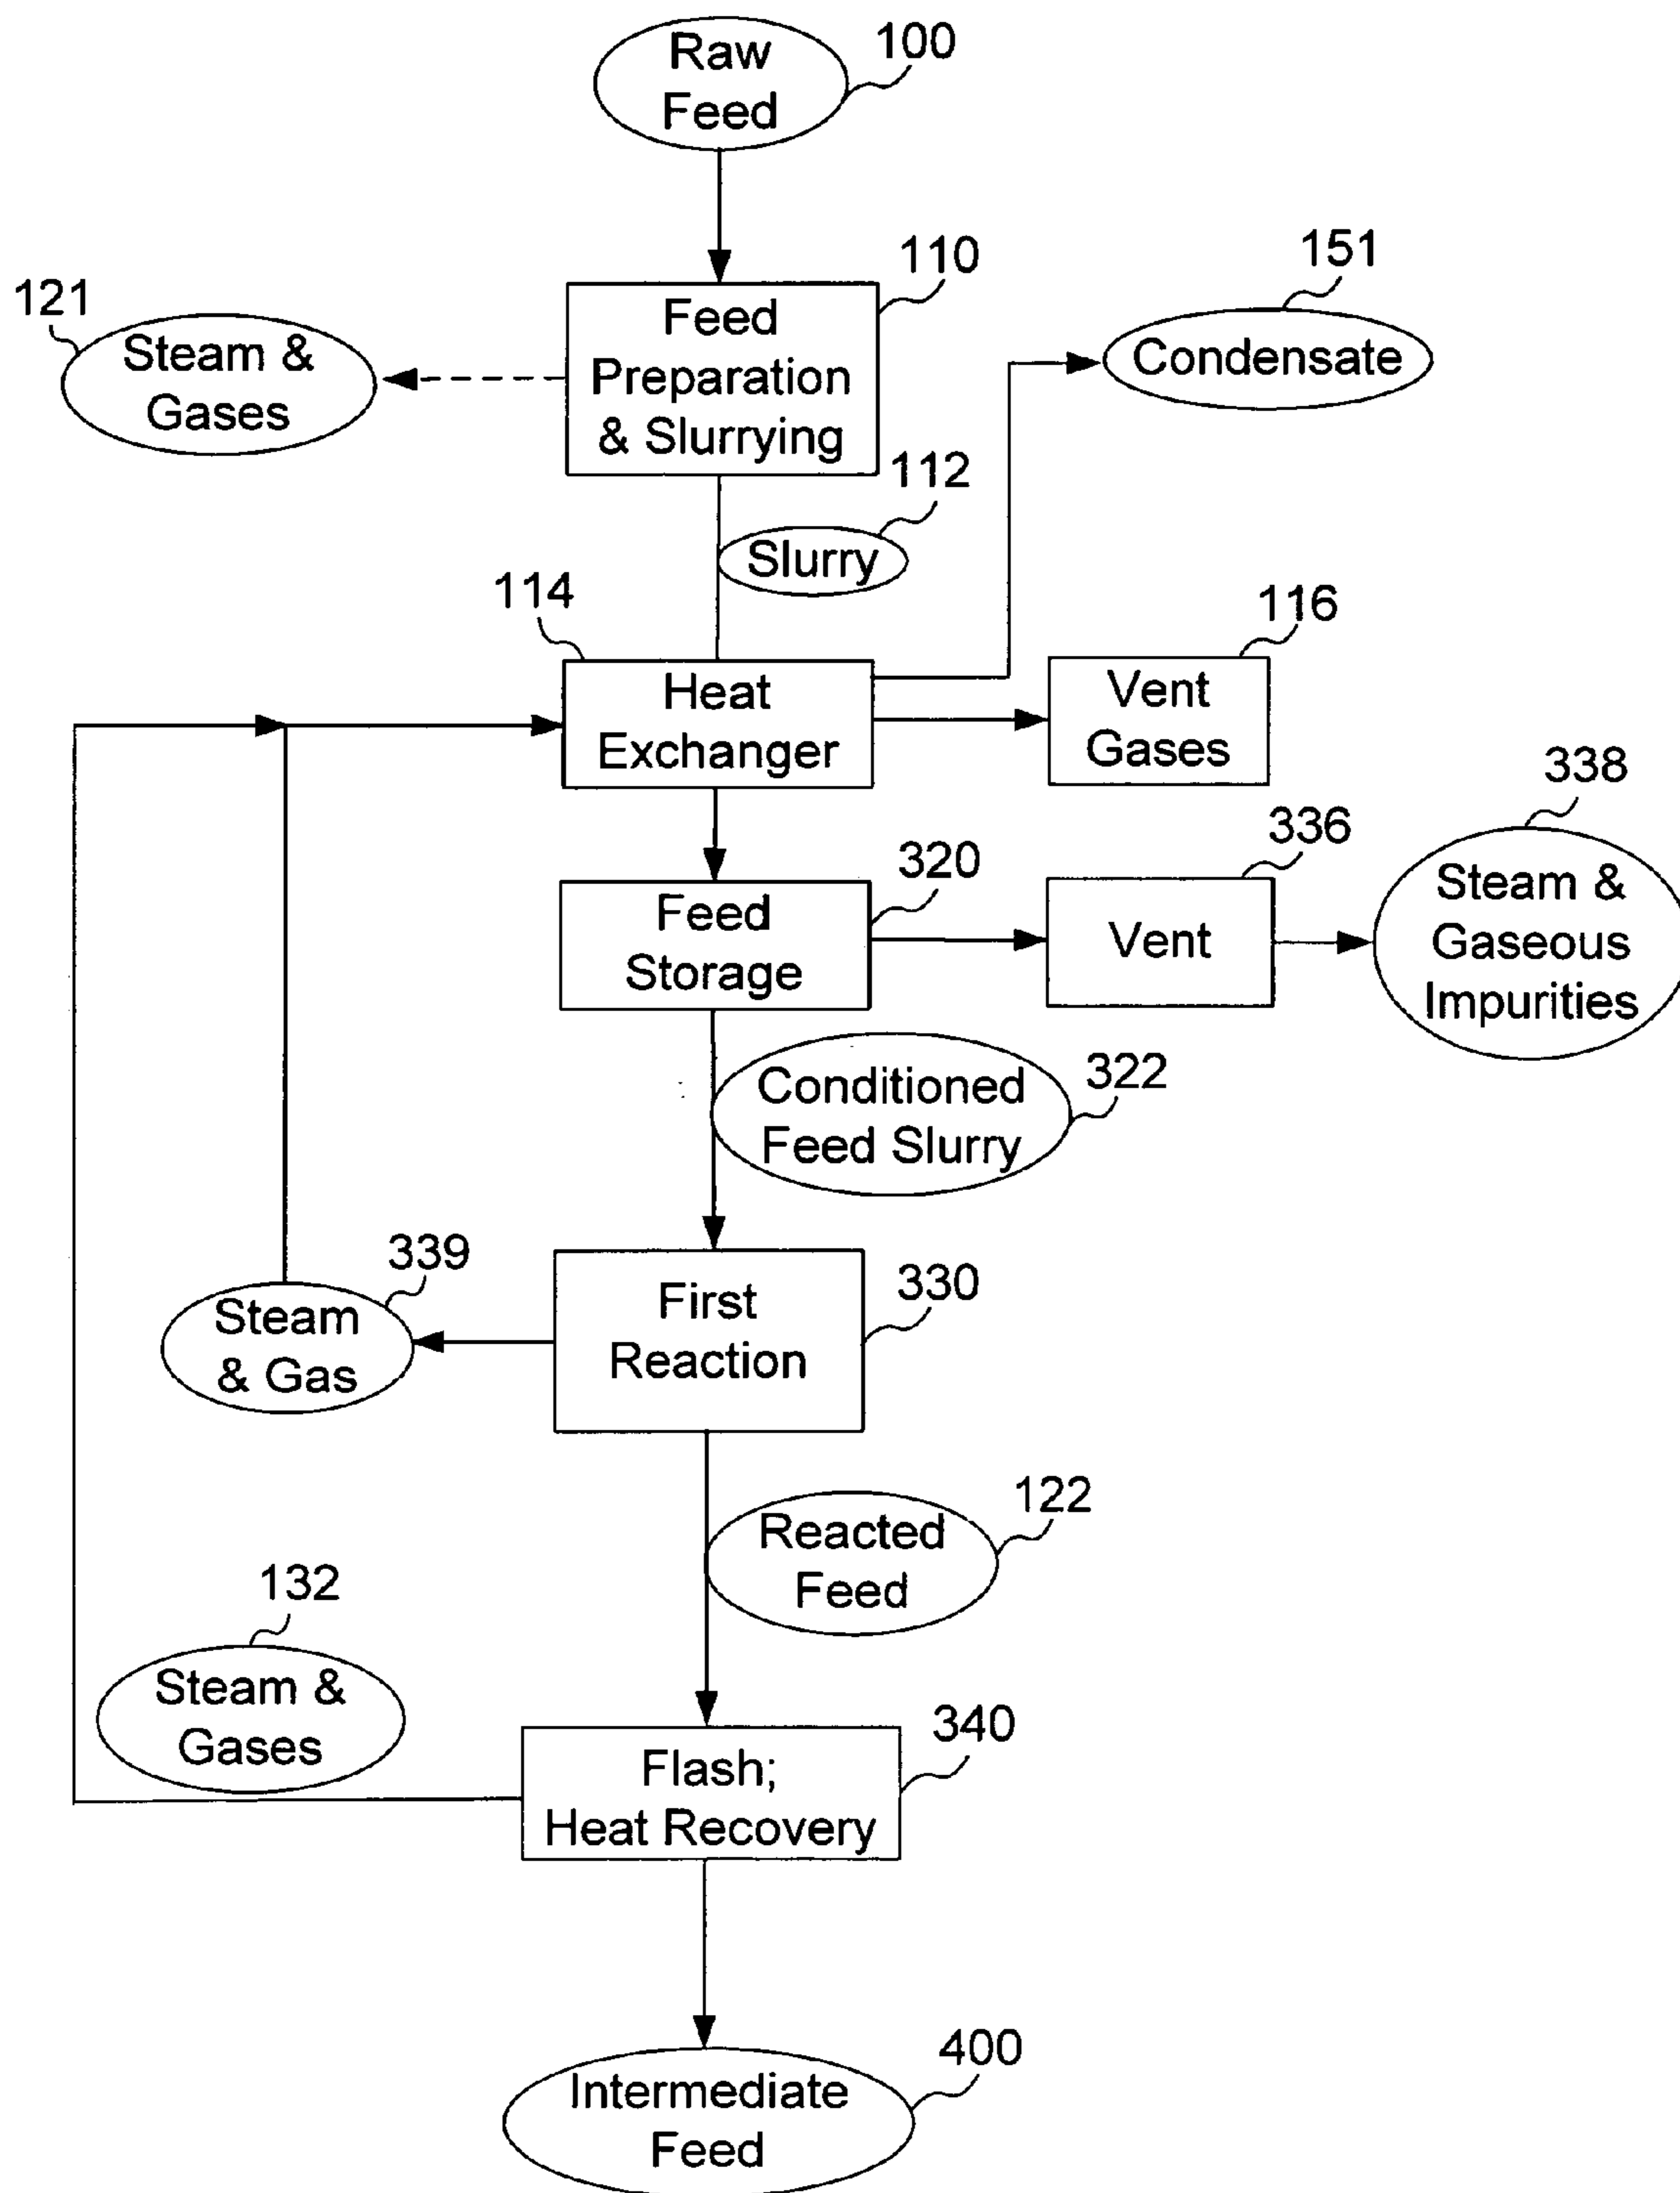 100
Raw
Feed
110
151
121
Feed
Preparation
& Slurrying
Steam &
Gases
Condensate
112
Slurry
114
116
Heat
Exchanger
Vent
Gases
338
336
320
Feed
Storage
Vent
Steam &
Gaseous
Impurities
Conditioned
Feed Slurry
322
339
330
Steam
& Gas
First
Reaction
122
Reacted
Feed
132
Steam &
Gases
340
Flash;
Heat Recovery
400
Intermediate
Feed